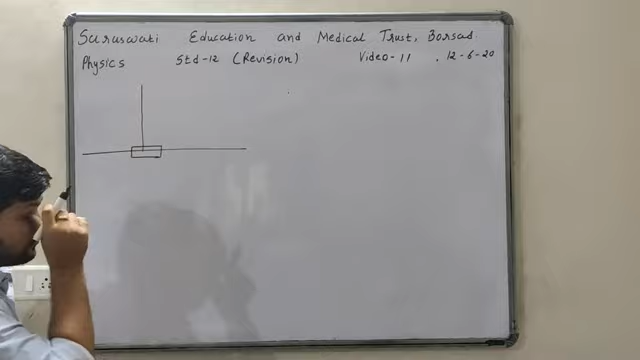 Saraswati Education and Medical Trust, Borsad
Physics Std-12 (Revision) Video-11 . 12-6-20